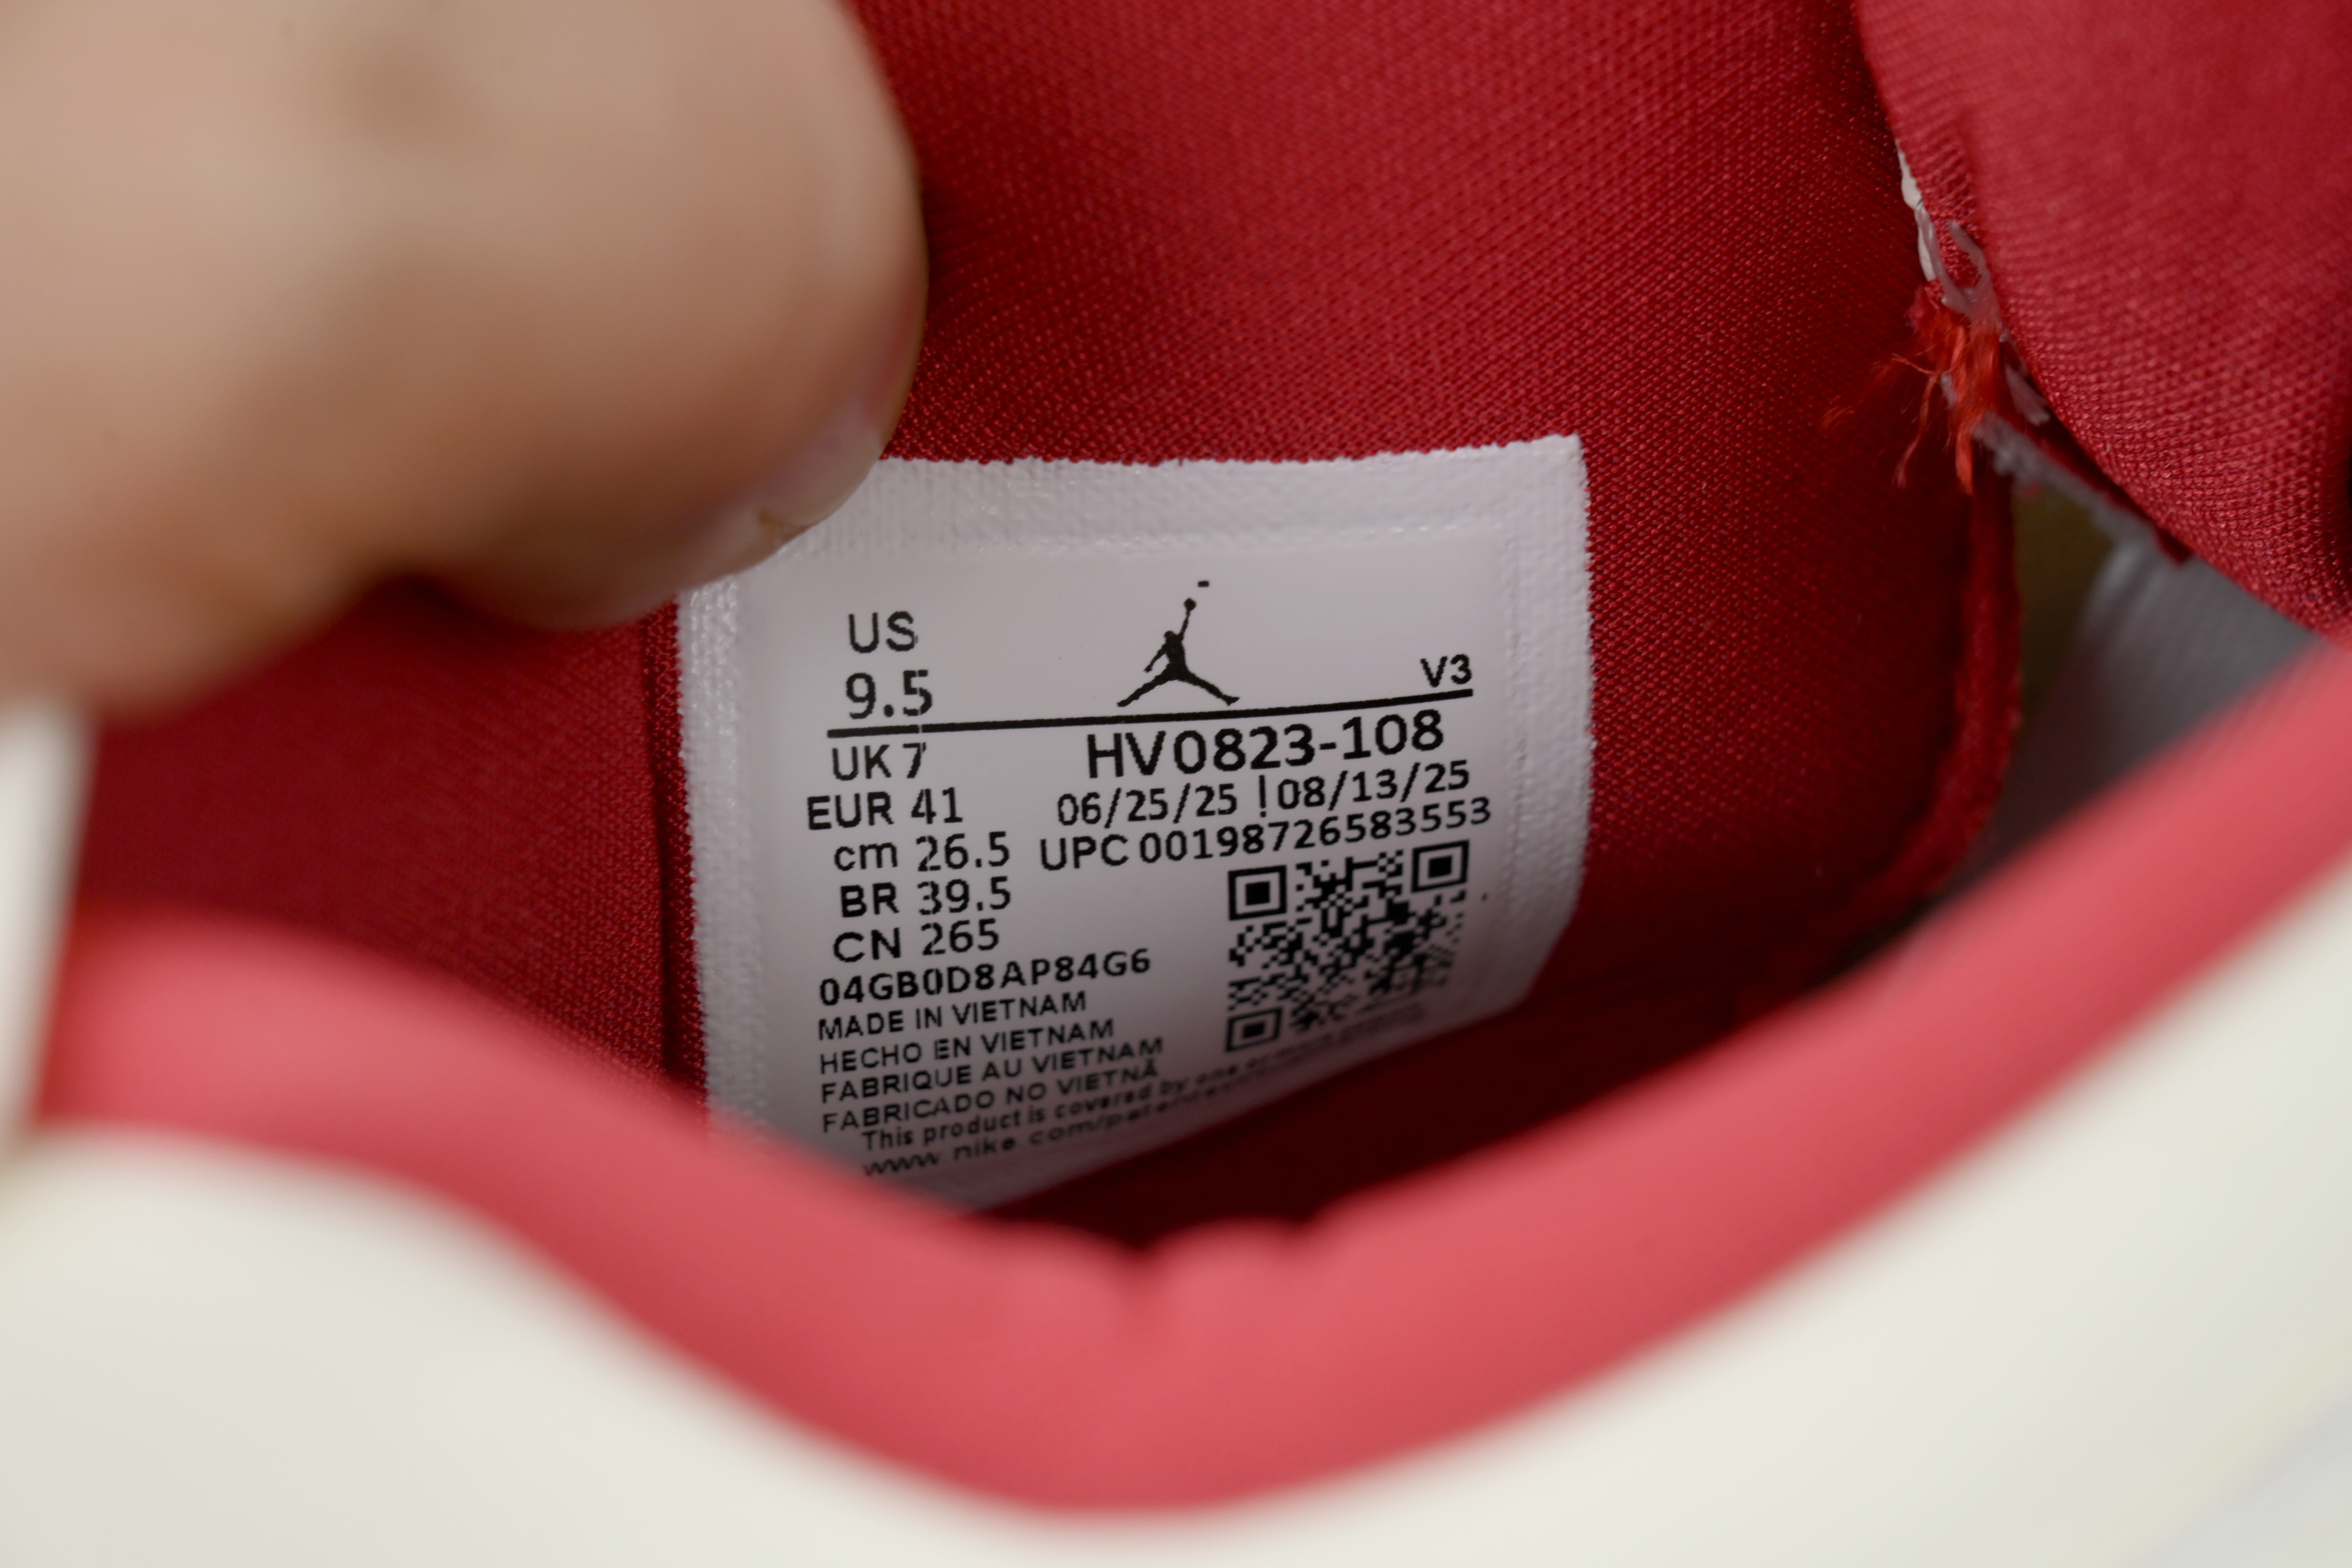 US
9.5
V3
UK 7
HV0823-108
EUR 41
06/25/25 ! 08/13/25
cm 26.5
UPC 00198726583553
BR 39.5
CN 265
04GB0D8AP84G6
MADE IN VIETNAM
HECHO EN VIETNAM
FABRIQUE AU VIETNAM
FABRICADO NO VIETNÃ
This product is covered by one
www nike com/patents